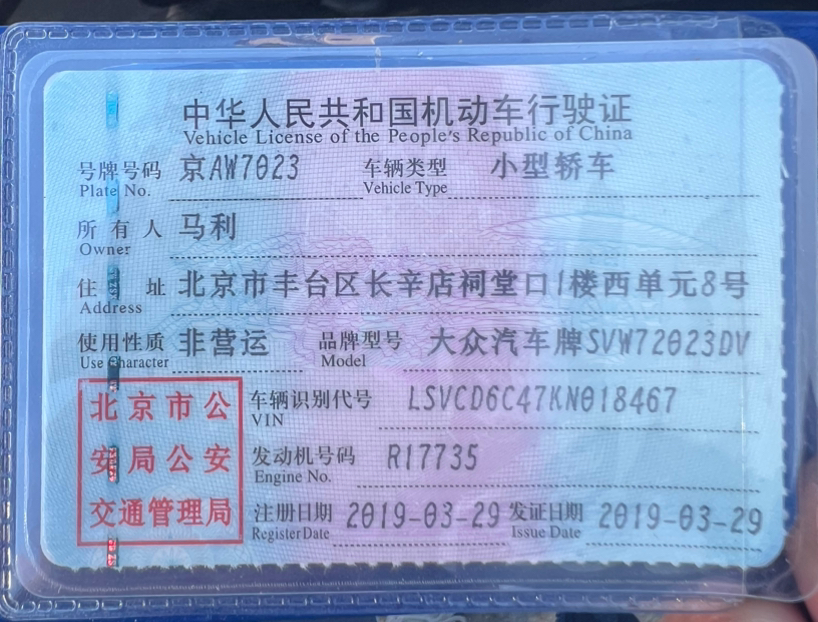 中华人民共和国机动车行驶证
Vehicle License of the People's Republic of China
号牌号码 京AW7023 车辆类型 小型轿车
Plate No. Vehicle Type
所有人 马利
Owner
住址 北京市丰台区长辛店祠堂口1楼西单元8号
Address
使用性质 非营运 品牌型号 大众汽车牌SVW72023DV
Use Character Model
北京市公
安局公安
交通管理局
车辆识别代号 LSVCD6C47KN018467
VIN
发动机号码 R17735
Engine No.
注册日期 2019-03-29 发证日期 2019-03-29
Register Date Issue Date